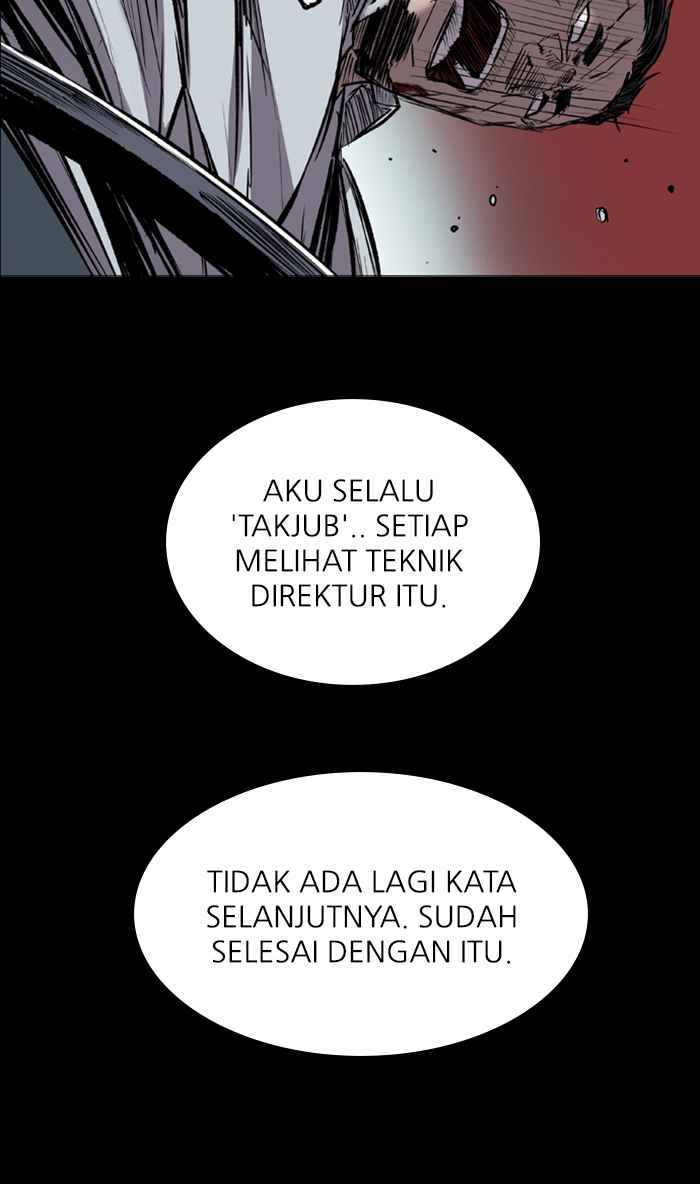 AKU SELALU
'TAKJUB'.. SETIAP
MELIHAT TEKNIK
DIREKTUR ITU.
TIDAK ADA LAGI KATA
SELANJUTNYA. SUDAH
SELESAI DENGAN ITU.